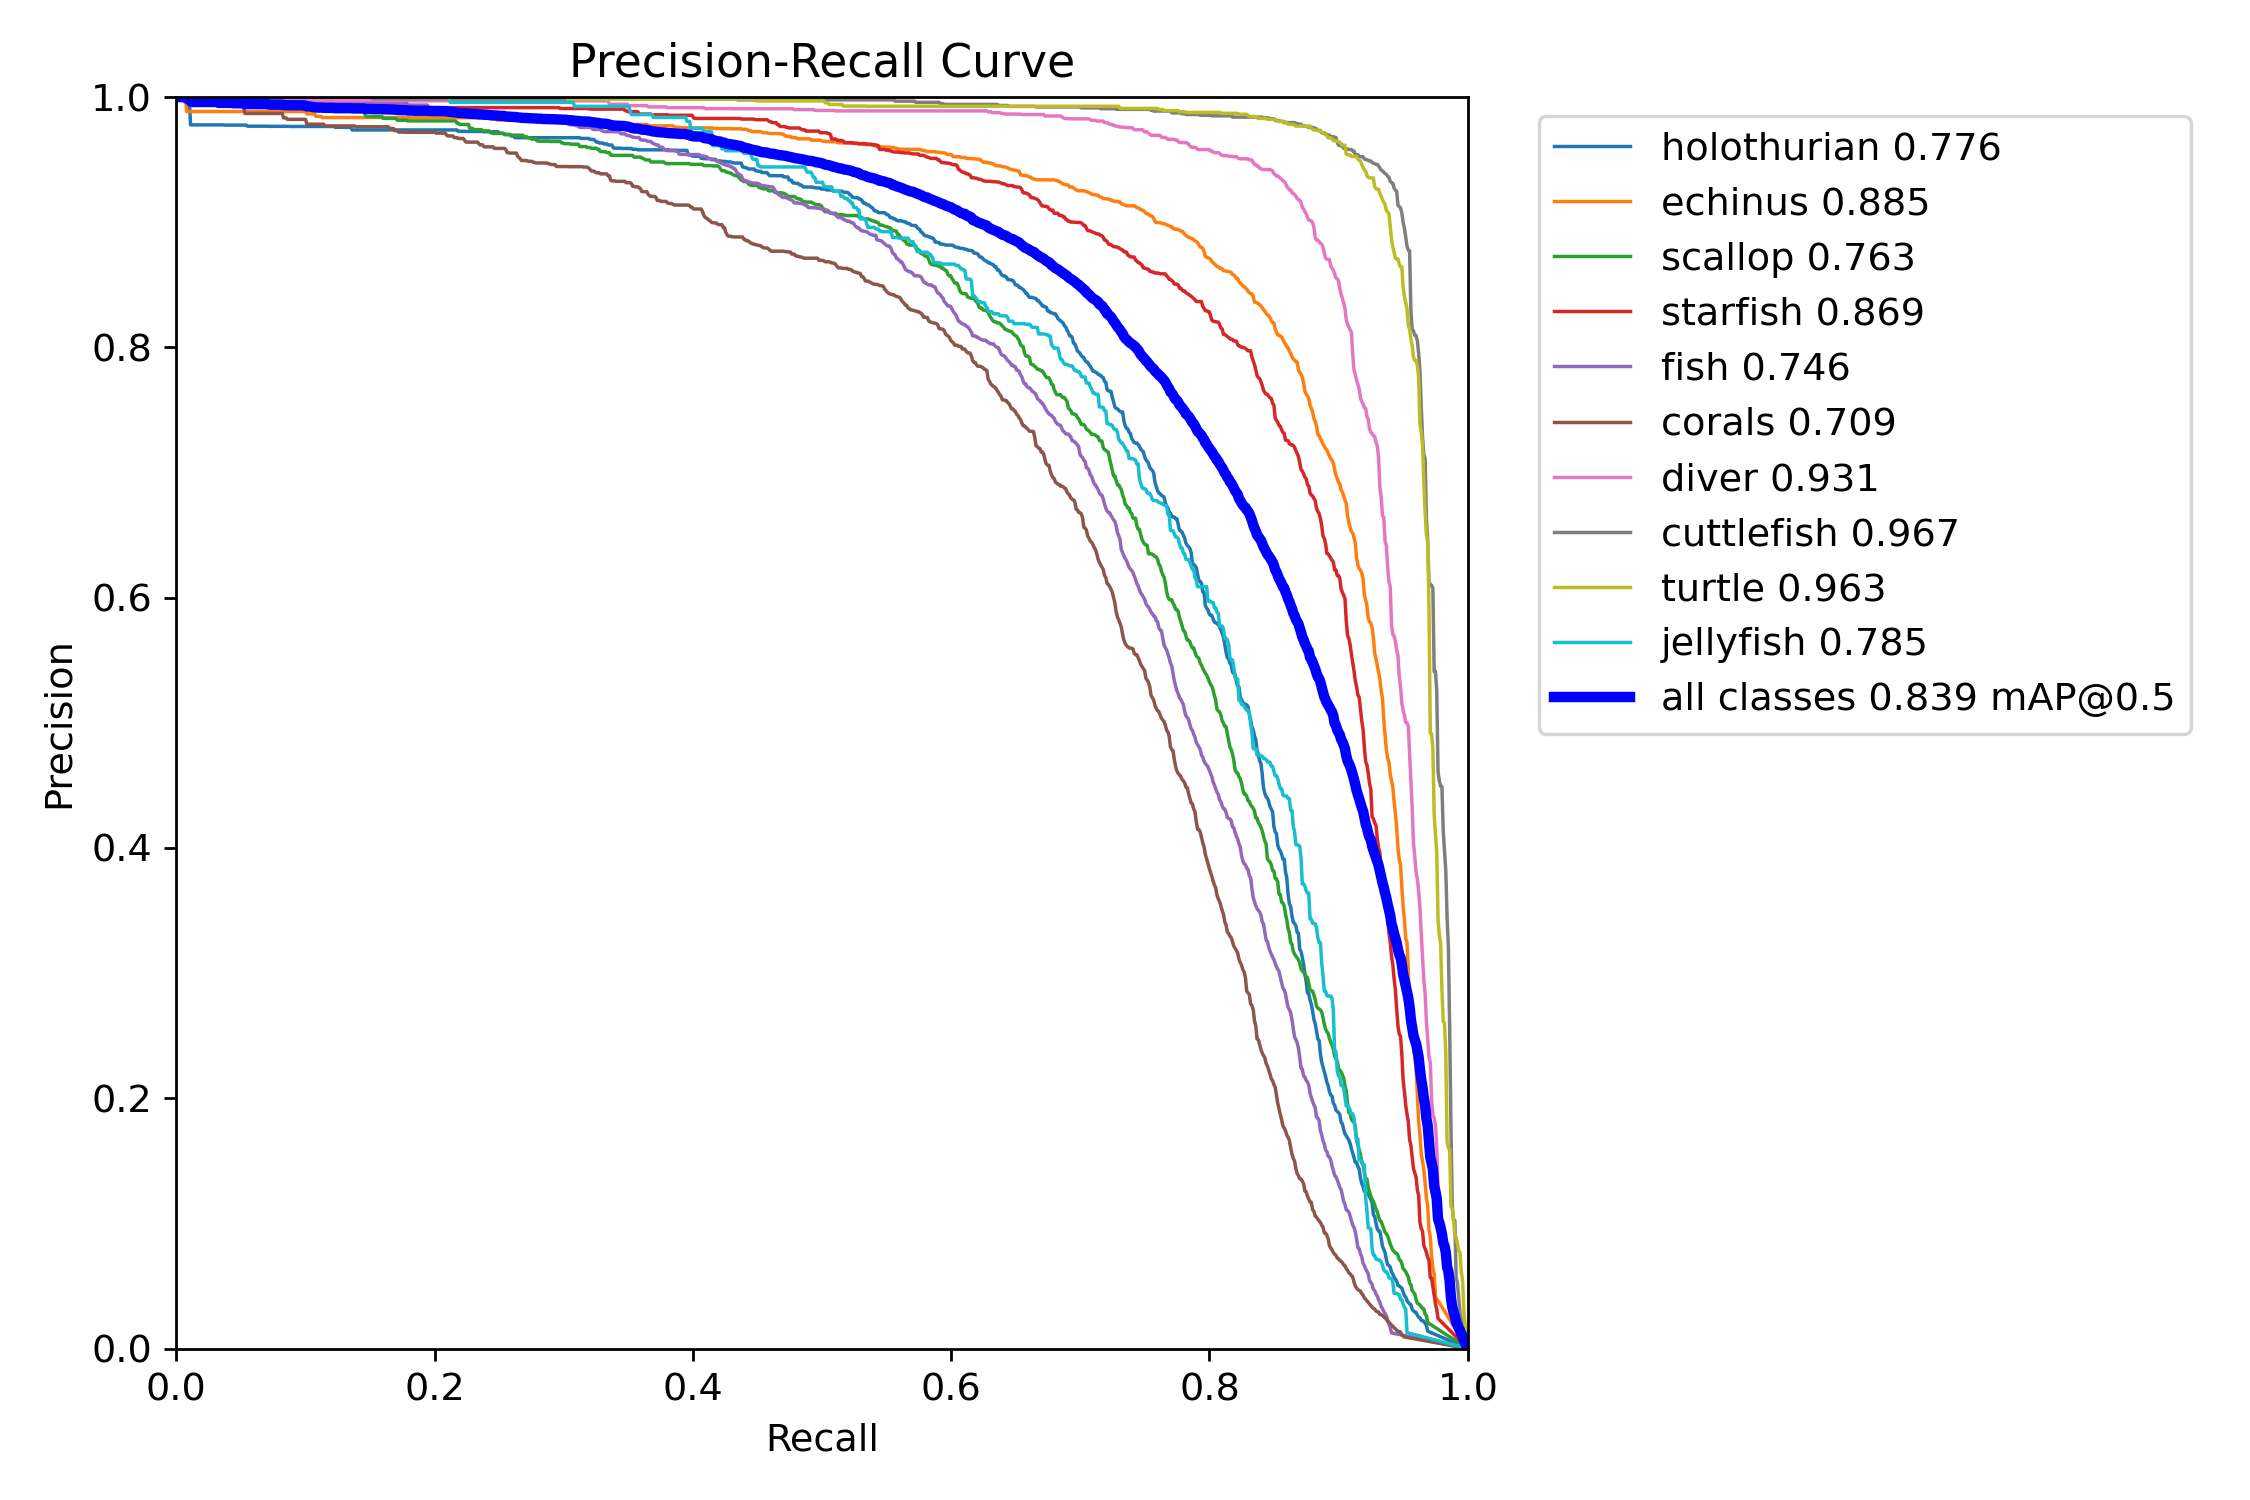 Precision-Recall Curve
1.0
0.8
0.6
0.4
0.2
0.0
Precision
0.0 0.2 0.4 0.6 0.8 1.0
Recall
holothurian 0.776
echinus 0.885
scallop 0.763
starfish 0.869
fish 0.746
corals 0.709
diver 0.931
cuttlefish 0.967
turtle 0.963
jellyfish 0.785
all classes 0.839 mAP@0.5